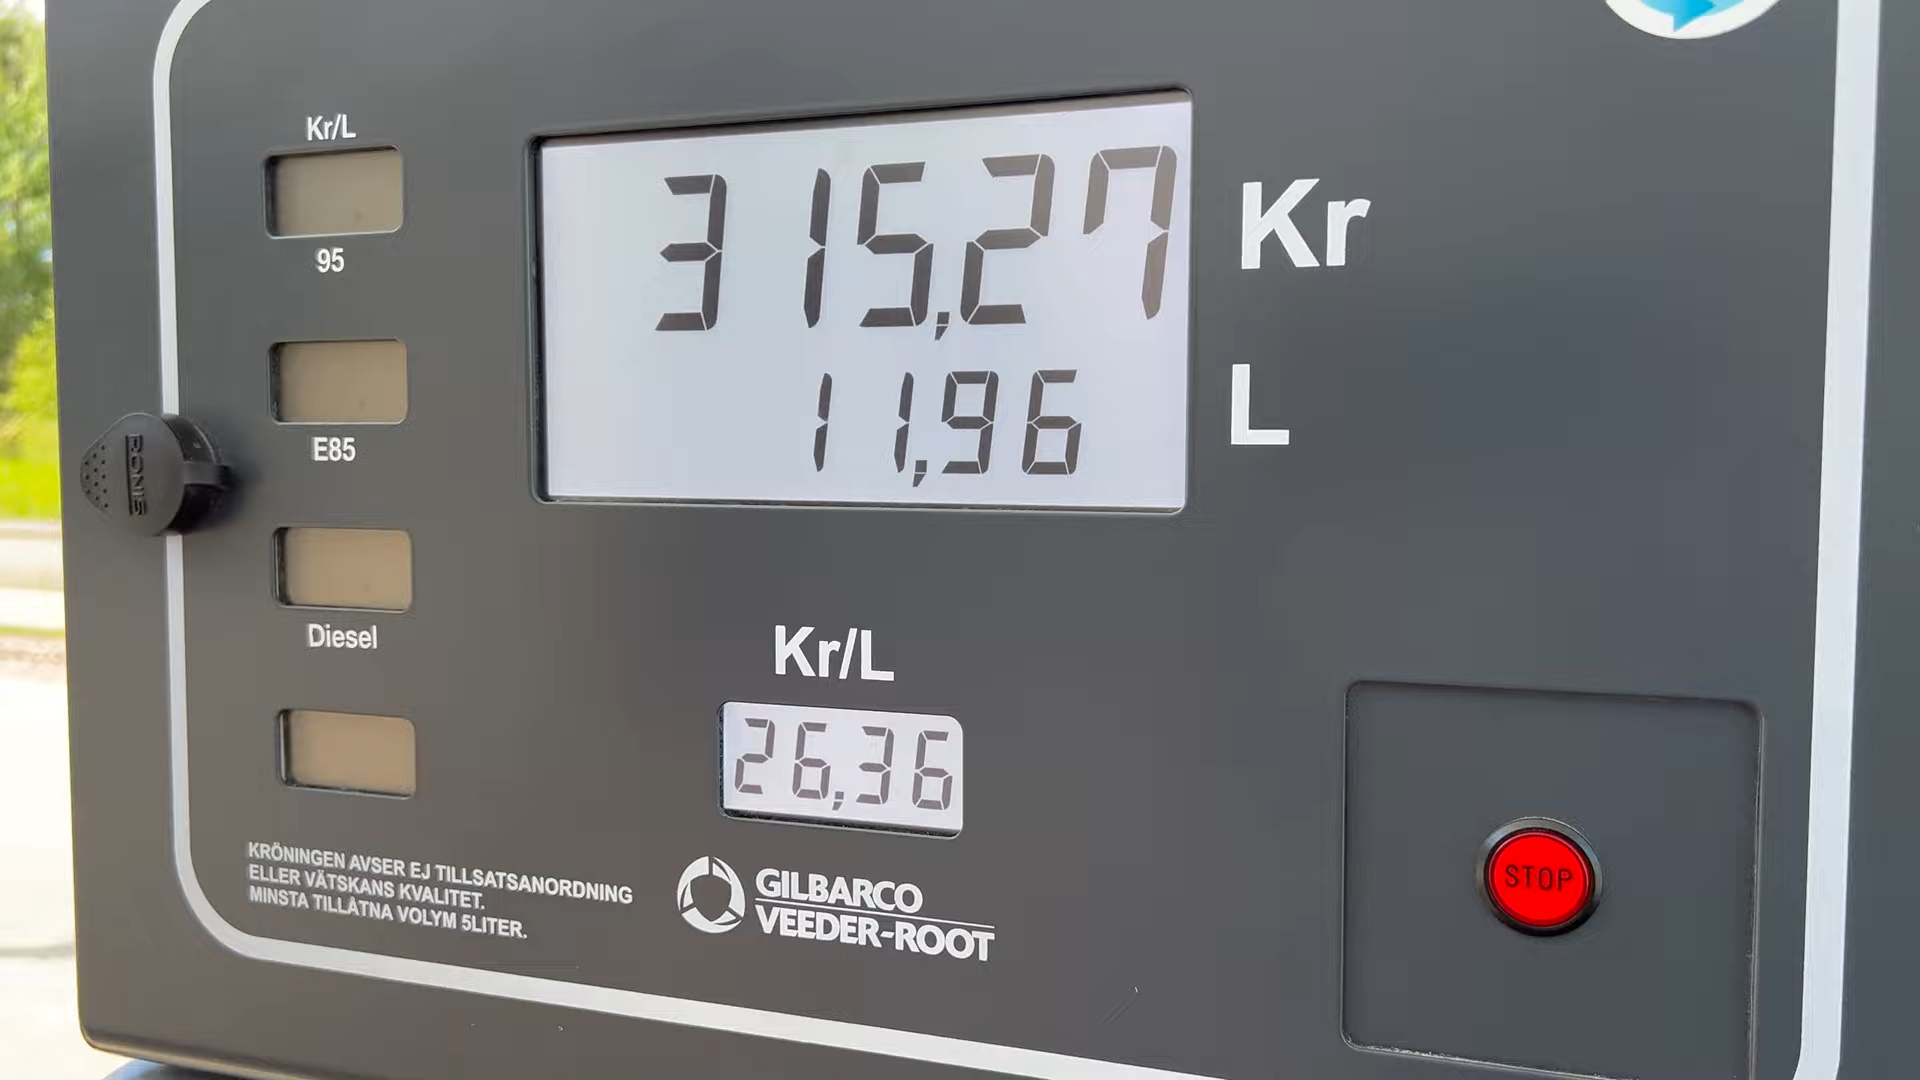 Kr/L
95
E85
Diesel
315,27 Kr
11,96 L
Kr/L
26,36
RONIS
STOP
KRÖNINGEN AVSER EJ TILLSATSANORDNING
ELLER VÄTSKANS KVALITET.
MINSTA TILLÅTNA VOLYM 5LITER.
GILBARCO
VEEDER-ROOT